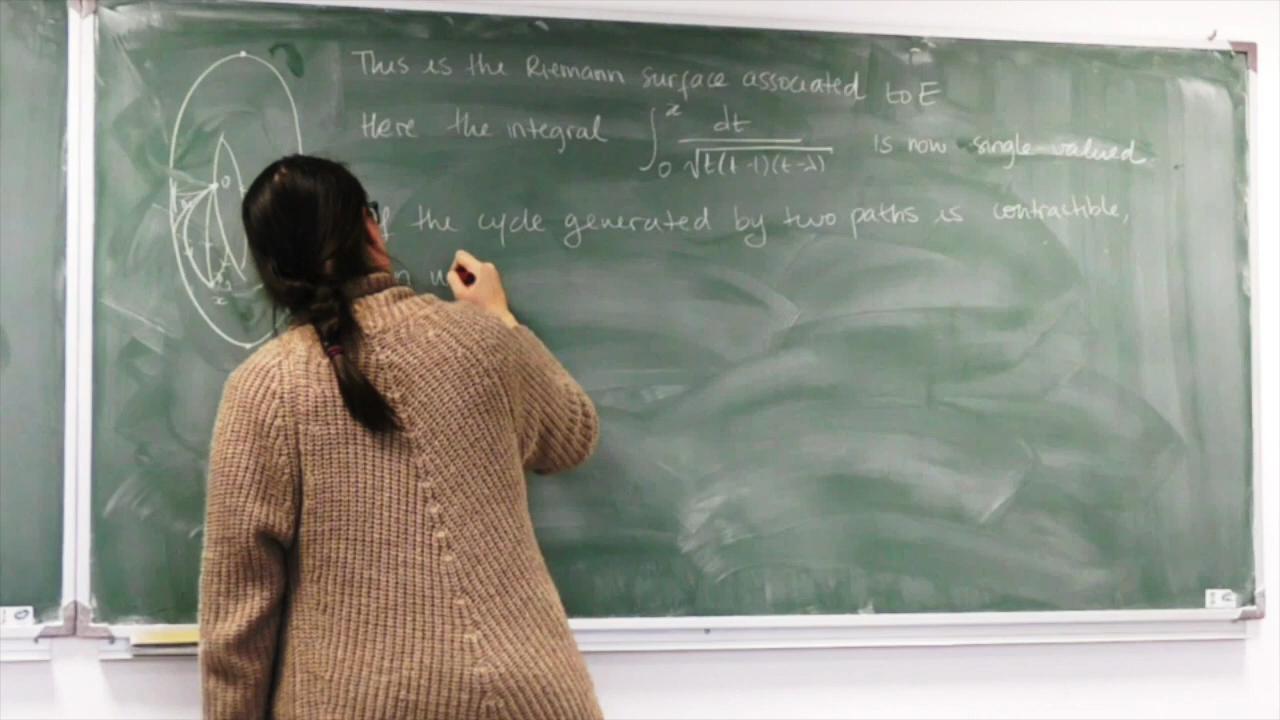 This is the Riemann surface associated to E
Here the integral ∫₀ˣ dt / √t(t-1)(t-λ) is now single-valued
f the cycle generated by two paths is contractible,
n
0
x